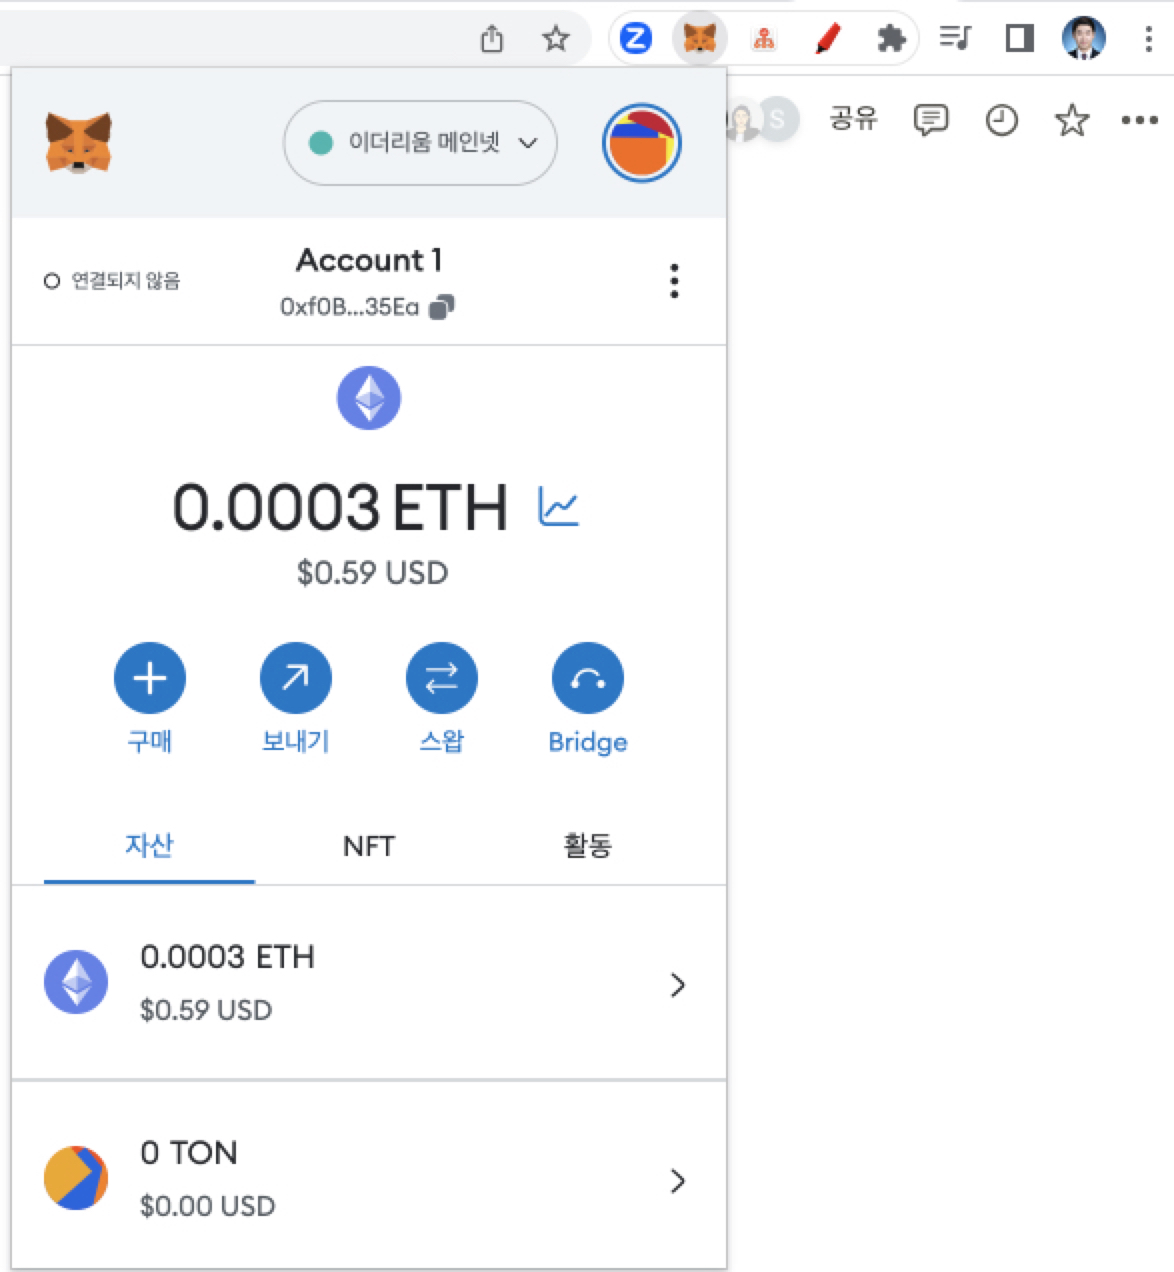 Z
S
공유
이더리움 메인넷
연결되지 않음
Account 1
0xf0B...35Ea
0.0003 ETH
$0.59 USD
구매
보내기
스왑
Bridge
자산
NFT
활동
0.0003 ETH
$0.59 USD
0 TON
$0.00 USD